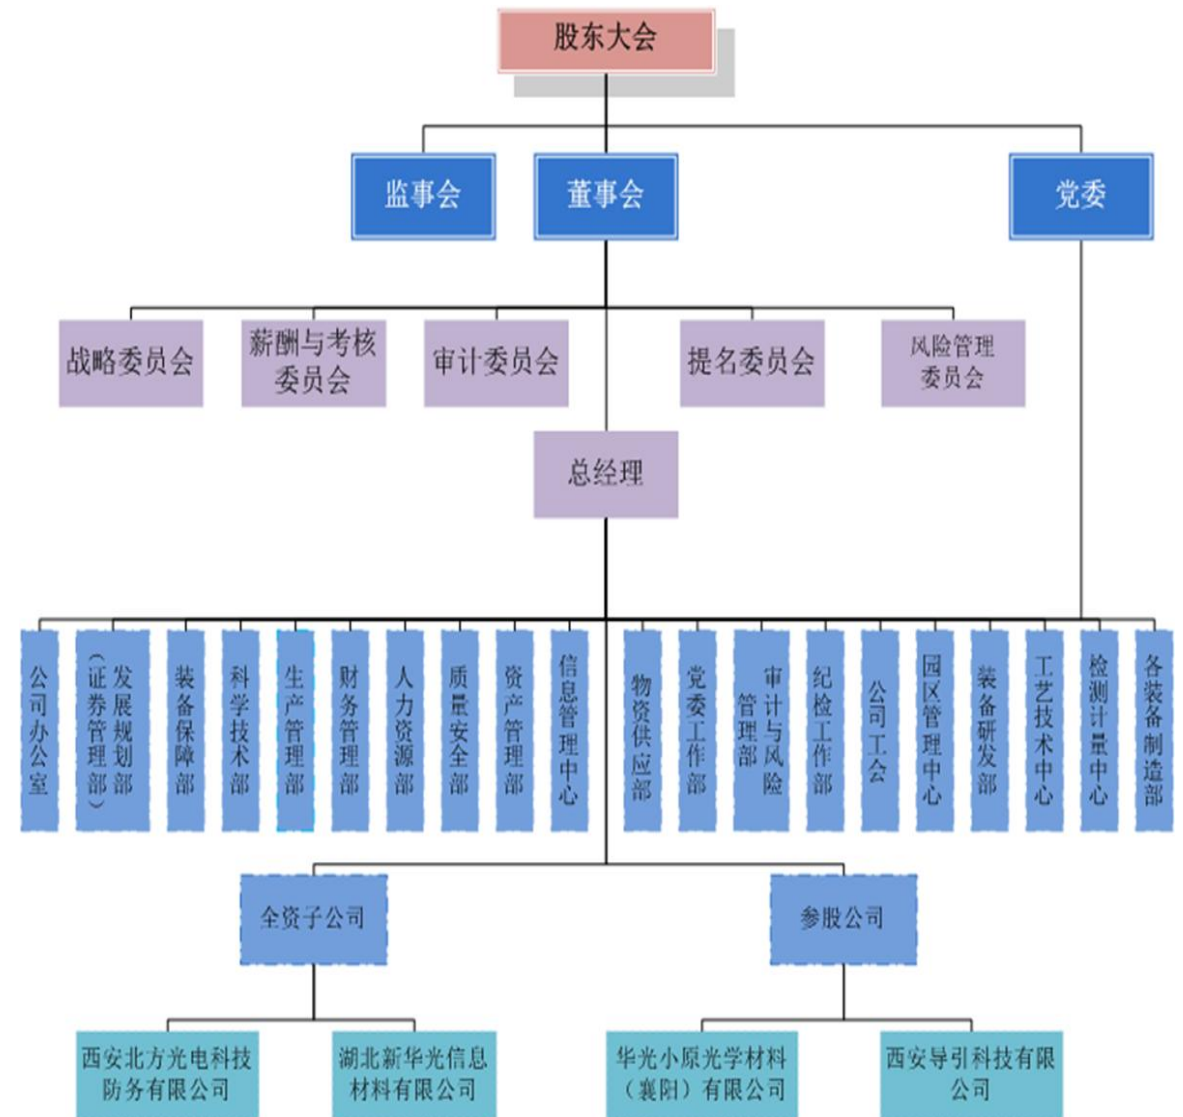 股东大会
监事会
董事会
党委
战略委员会
薪酬与考核
委员会
审计委员会
提名委员会
风险管理
委员会
总经理
公司办公室
发展规划部
（证券管理部）
装备保障部
科学技术部
生产管理部
财务管理部
人力资源部
质量安全部
资产管理部
信息管理中心
物资供应部
党委工作部
审计与风险
管理部
纪检工作部
公司工会
园区管理中心
装备研发部
工艺技术中心
检测计量中心
各装备制造部
全资子公司
参股公司
西安北方光电科技
防务有限公司
湖北新华光信息
材料有限公司
华光小原光学材料
（襄阳）有限公司
西安导引科技有限
公司